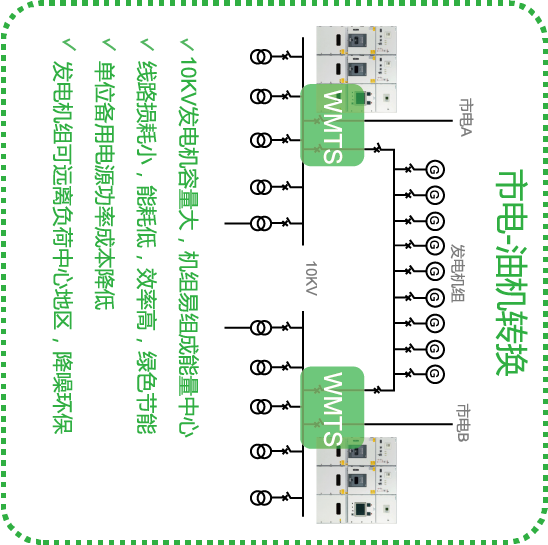 市电-油机转换
市电A
发电机组
市电B
G
G
G
G
G
G
G
G
G
WMTS
WMTS
10KV
✓ 10KV发电机容量大，机组易组成能量中心
✓ 线路损耗小，能耗低，效率高，绿色节能
✓ 单位备用电源功率成本降低
✓ 发电机组可远离负荷中心地区，降噪环保